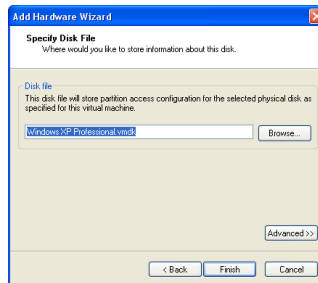 Add Hardware Wizard
Specify Disk File
Where would you like to store information about this disk.
Disk file
This disk file will store partition access configuration for the selected physical disk as
specified for this virtual machine.
Windows XP Professional.vmdk
Browse...
Advanced >>
< Back
Finish
Cancel